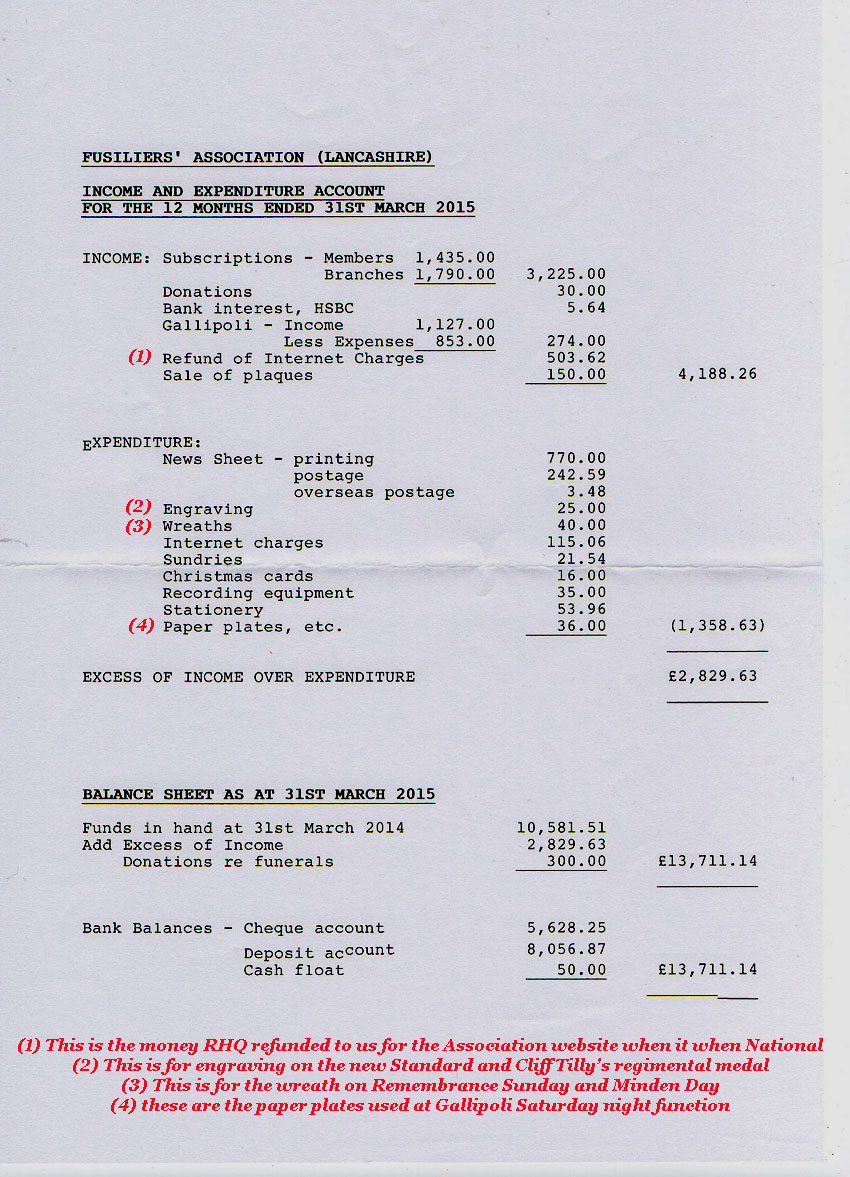 FUSILIERS' ASSOCIATION (LANCASHIRE)
INCOME AND EXPENDITURE ACCOUNT
FOR THE 12 MONTHS ENDED 31ST MARCH 2015
INCOME: Subscriptions - Members 1,435.00
Branches 1,790.00 3,225.00
Donations 30.00
Bank interest, HSBC 5.64
Gallipoli - Income 1,127.00
Less Expenses 853.00 274.00
(1) Refund of Internet Charges 503.62
Sale of plaques 150.00 4,188.26
EXPENDITURE:
News Sheet - printing 770.00
postage 242.59
overseas postage 3.48
(2) Engraving 25.00
(3) Wreaths 40.00
Internet charges 115.06
Sundries 21.54
Christmas cards 16.00
Recording equipment 35.00
Stationery 53.96
(4) Paper plates, etc. 36.00 (1,358.63)
EXCESS OF INCOME OVER EXPENDITURE £2,829.63
BALANCE SHEET AS AT 31ST MARCH 2015
Funds in hand at 31st March 2014 10,581.51
Add Excess of Income 2,829.63
Donations re funerals 300.00 £13,711.14
Bank Balances - Cheque account 5,628.25
Deposit account 8,056.87
Cash float 50.00 £13,711.14
(1) This is the money RHQ refunded to us for the Association website when it when National
(2) This is for engraving on the new Standard and Cliff Tilly's regimental medal
(3) This is for the wreath on Remembrance Sunday and Minden Day
(4) these are the paper plates used at Gallipoli Saturday night function